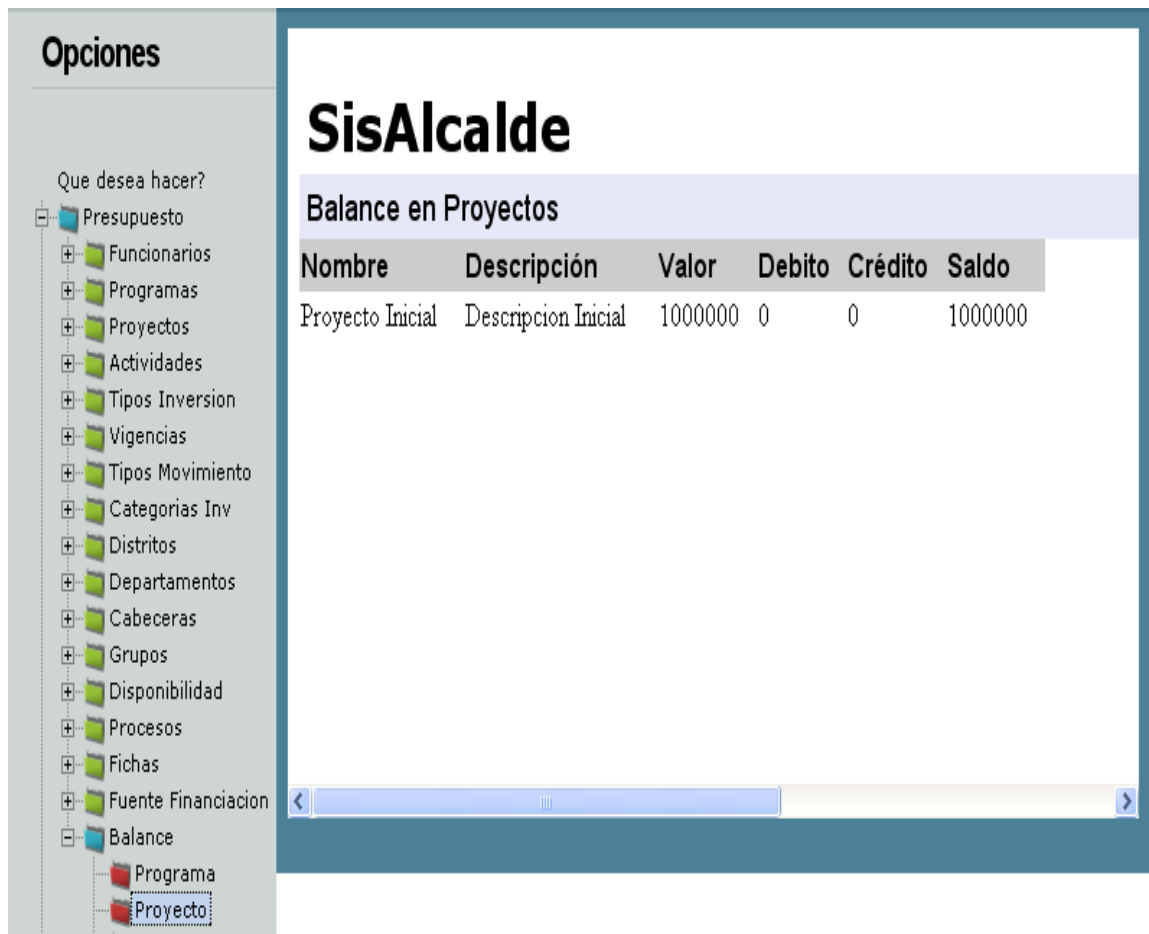 Opciones
Que desea hacer?
Presupuesto
Funcionarios
Programas
Proyectos
Actividades
Tipos Inversion
Vigencias
Tipos Movimiento
Categorias Inv
Distritos
Departamentos
Cabeceras
Grupos
Disponibilidad
Procesos
Fichas
Fuente Financiacion
Balance
Programa
Proyecto
SisAlcalde
Balance en Proyectos
Nombre Descripción Valor Debito Crédito Saldo
Proyecto Inicial Descripcion Inicial 1000000 0 0 1000000